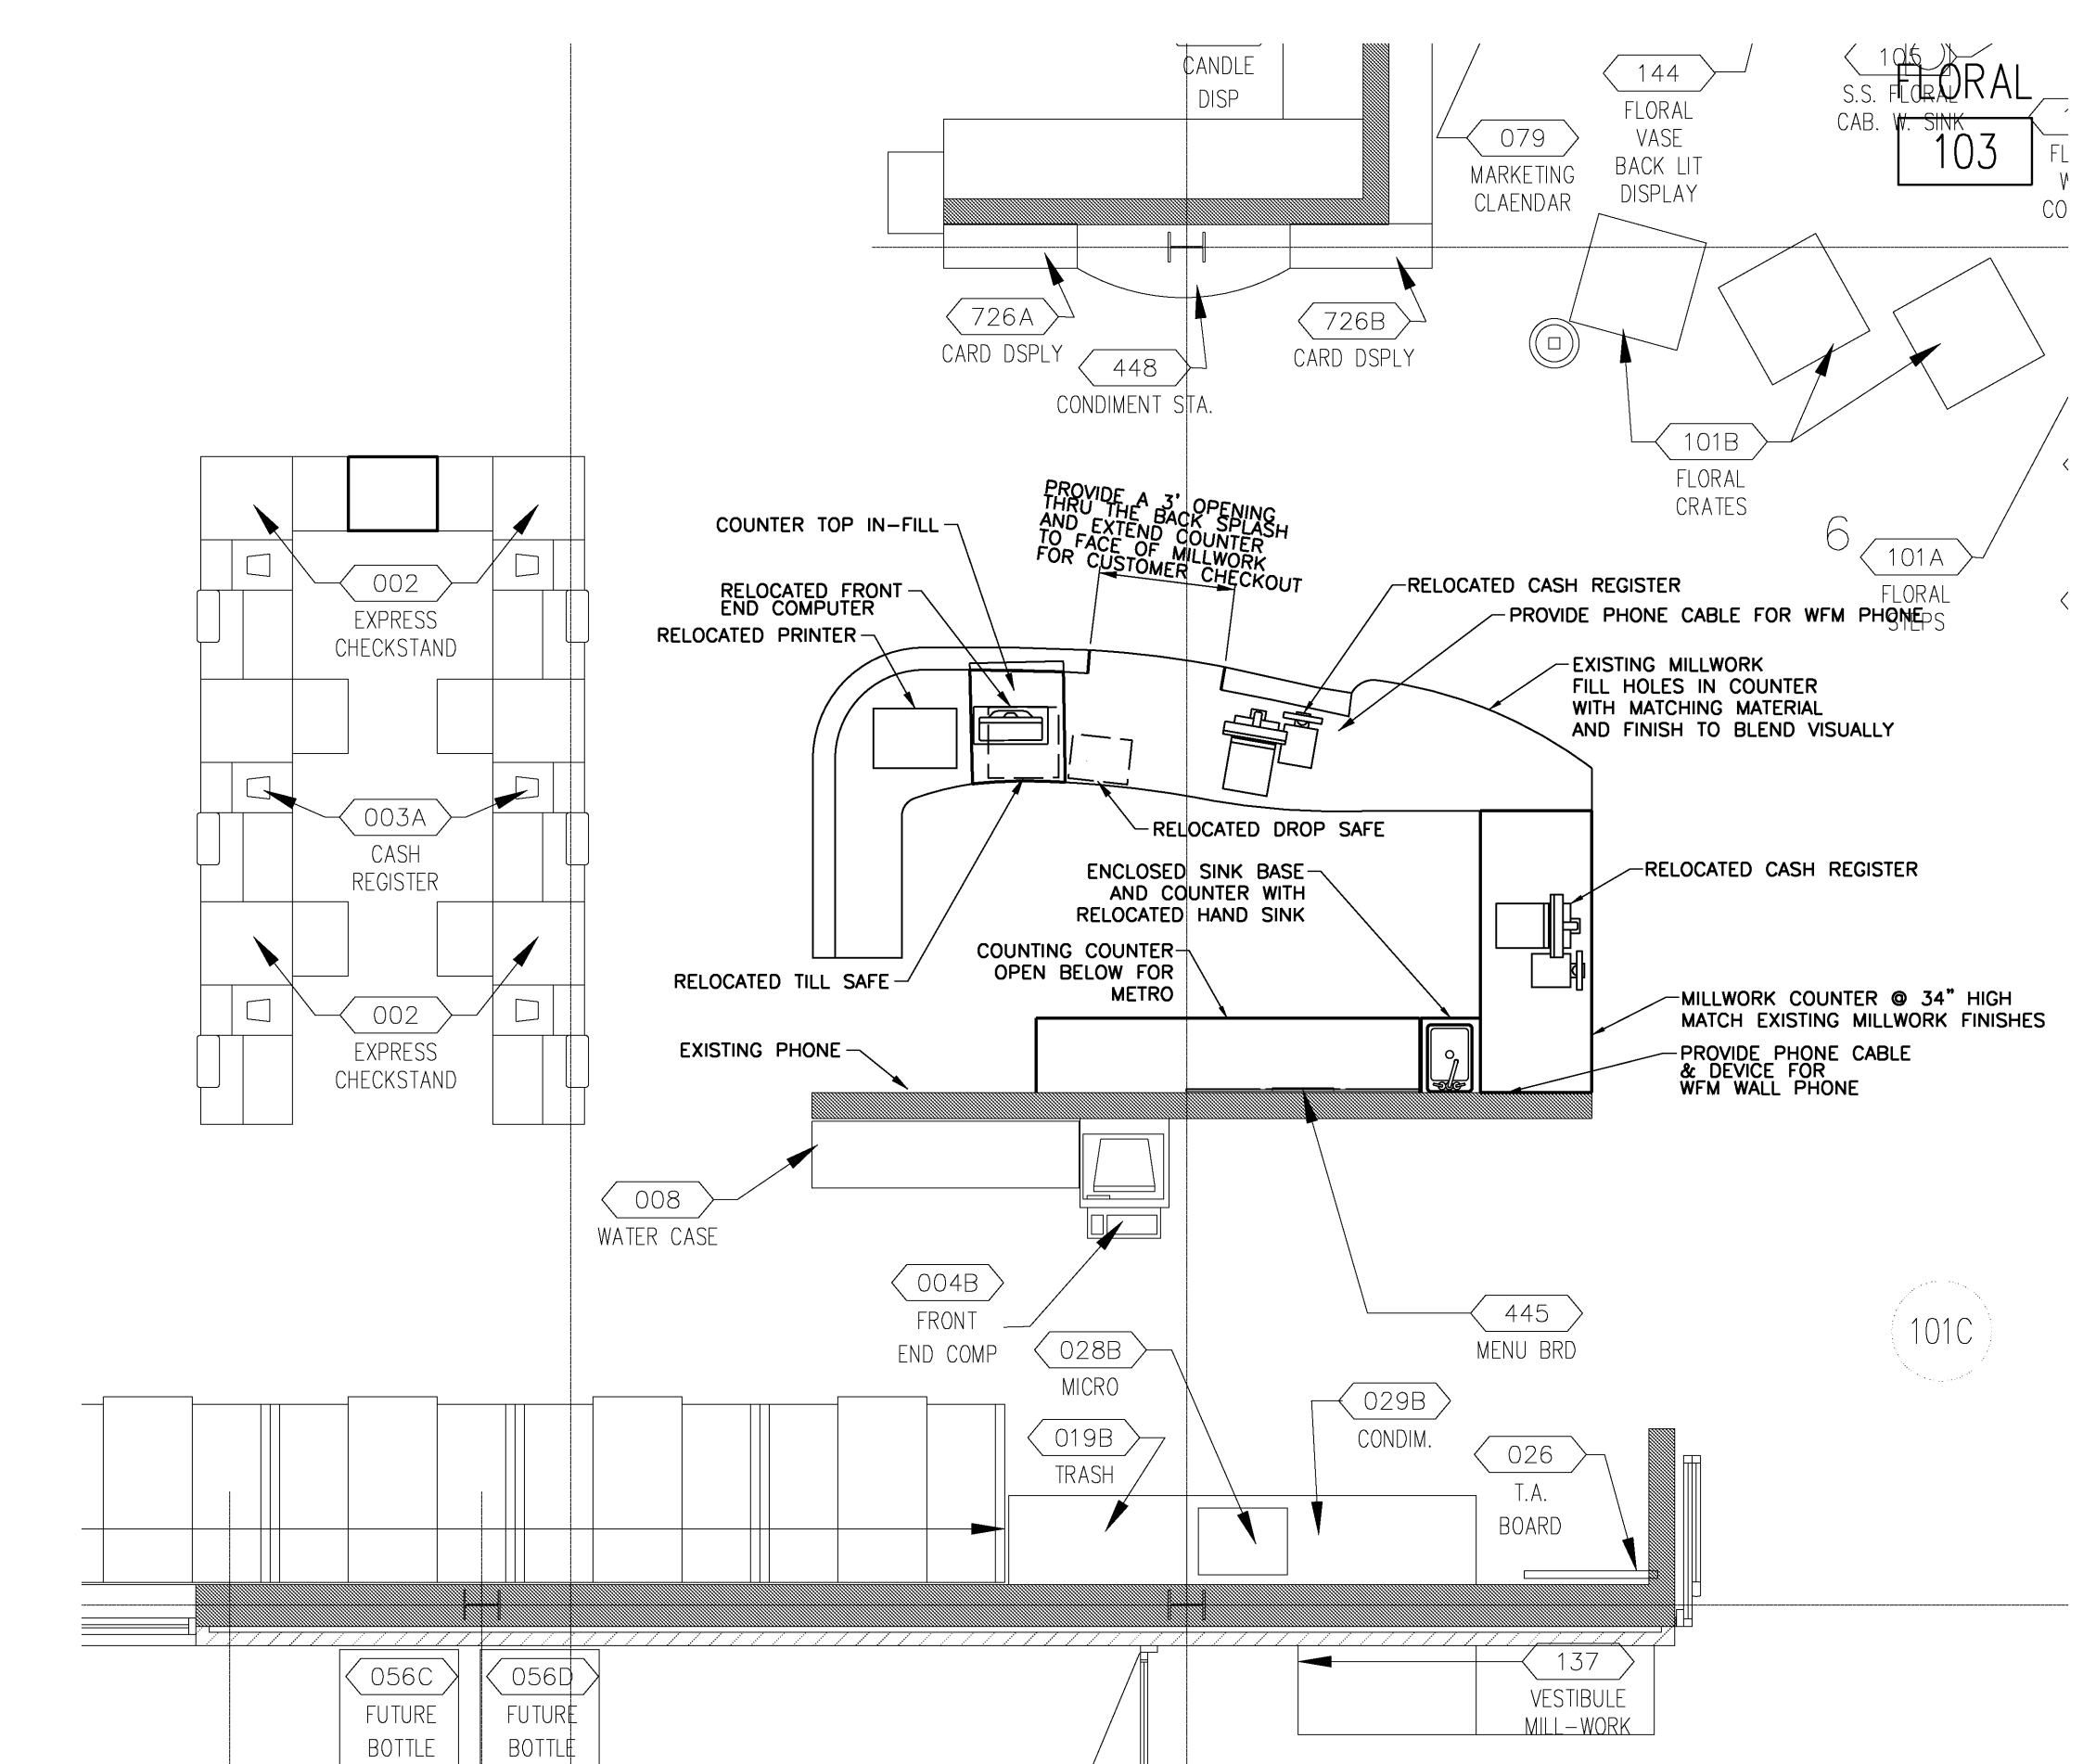 CANDLE
DISP
144
FLORAL
VASE
BACK LIT
DISPLAY
105
S.S. FLORAL
CAB. W. SINK
FLORAL
103
FL
CO
079
MARKETING
CLAENDAR
726A
CARD DSPLY
448
CONDIMENT STA.
726B
CARD DSPLY
101B
FLORAL
CRATES
6
101A
FLORAL
STEPS
PROVIDE A 3' OPENING
THRU THE BACK SPLASH
AND EXTEND COUNTER
TO FACE OF MILLWORK
FOR CUSTOMER CHECKOUT
COUNTER TOP IN-FILL
RELOCATED FRONT
END COMPUTER
RELOCATED PRINTER
RELOCATED CASH REGISTER
PROVIDE PHONE CABLE FOR WFM PHONE
EXISTING MILLWORK
FILL HOLES IN COUNTER
WITH MATCHING MATERIAL
AND FINISH TO BLEND VISUALLY
002
EXPRESS
CHECKSTAND
003A
CASH
REGISTER
002
EXPRESS
CHECKSTAND
RELOCATED DROP SAFE
ENCLOSED SINK BASE
AND COUNTER WITH
RELOCATED HAND SINK
RELOCATED CASH REGISTER
COUNTING COUNTER
OPEN BELOW FOR
METRO
RELOCATED TILL SAFE
MILLWORK COUNTER @ 34" HIGH
MATCH EXISTING MILLWORK FINISHES
EXISTING PHONE
PROVIDE PHONE CABLE
& DEVICE FOR
WFM WALL PHONE
008
WATER CASE
004B
FRONT
END COMP
445
MENU BRD
101C
028B
MICRO
029B
CONDIM.
019B
TRASH
026
T.A.
BOARD
056C
FUTURE
BOTTLE
056D
FUTURE
BOTTLE
137
VESTIBULE
MILL-WORK